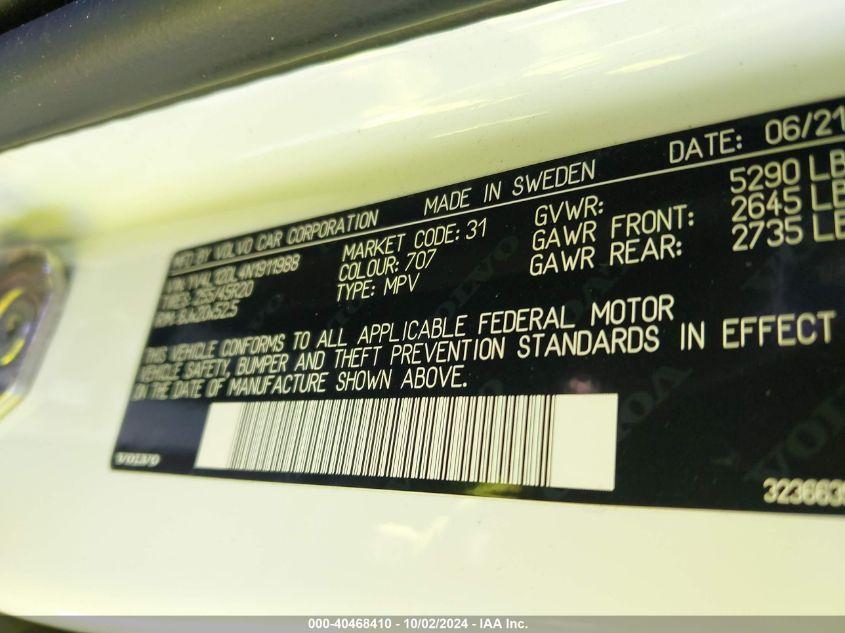 MFD. BY VOLVO CAR CORPORATION MADE IN SWEDEN DATE: 06/21
MARKET CODE: 31 GVWR: 5290 LB
COLOUR: 707 GAWR FRONT: 2645 LB
TYPE: MPV GAWR REAR: 2735 LB
THIS VEHICLE CONFORMS TO ALL APPLICABLE FEDERAL MOTOR
VEHICLE SAFETY, BUMPER AND THEFT PREVENTION STANDARDS IN EFFECT
ON THE DATE OF MANUFACTURE SHOWN ABOVE.
VOLVO
323663
000-40468410 - 10/02/2024 - IAA Inc.